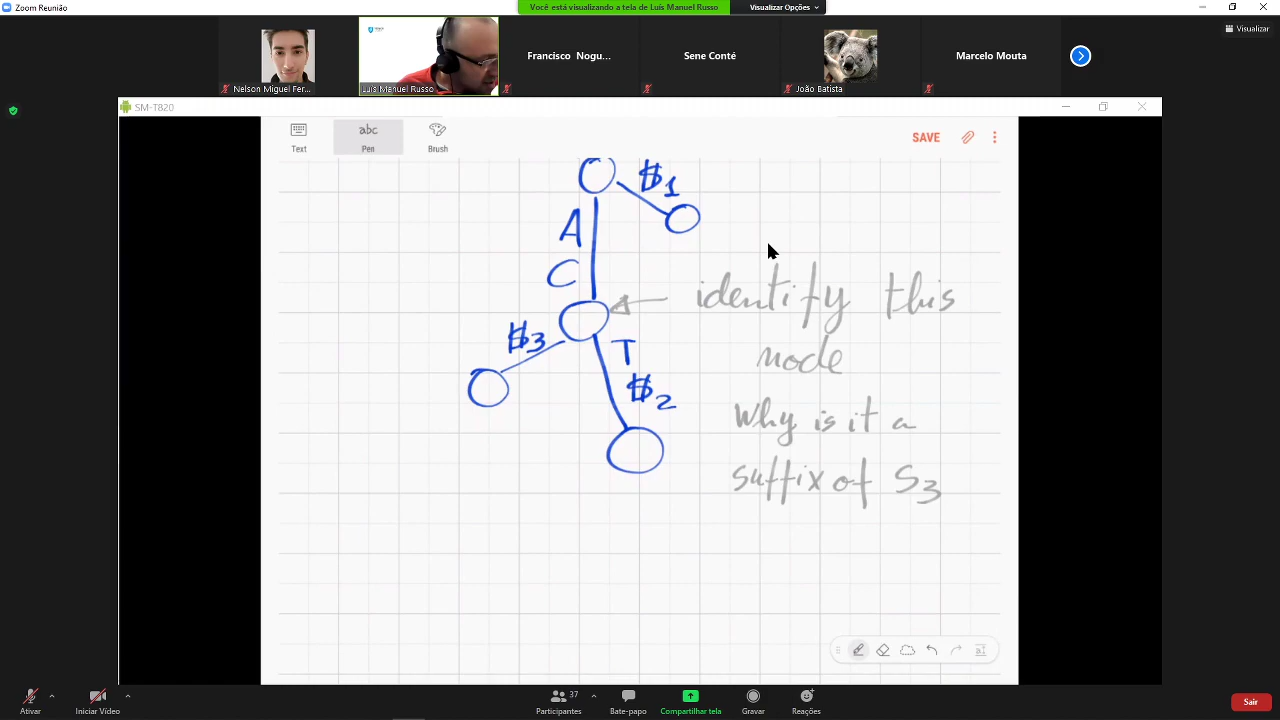 Zoom Reunião
Você está visualizando a tela de Luís Manuel Russo
Visualizar Opções
Visualizar
Nelson Miguel Fer...
Luís Manuel Russo
Francisco Nogu...
Sene Conté
João Batista
Marcelo Mouta
SM-T820
abc
Text
Pen
Brush
SAVE
$1
A
C
identify this
node
$3
T
$2
Why is it a
suffix of S3
Ativar
Iniciar Vídeo
37
Participantes
Bate-papo
Compartilhar tela
Gravar
Reações
Sair